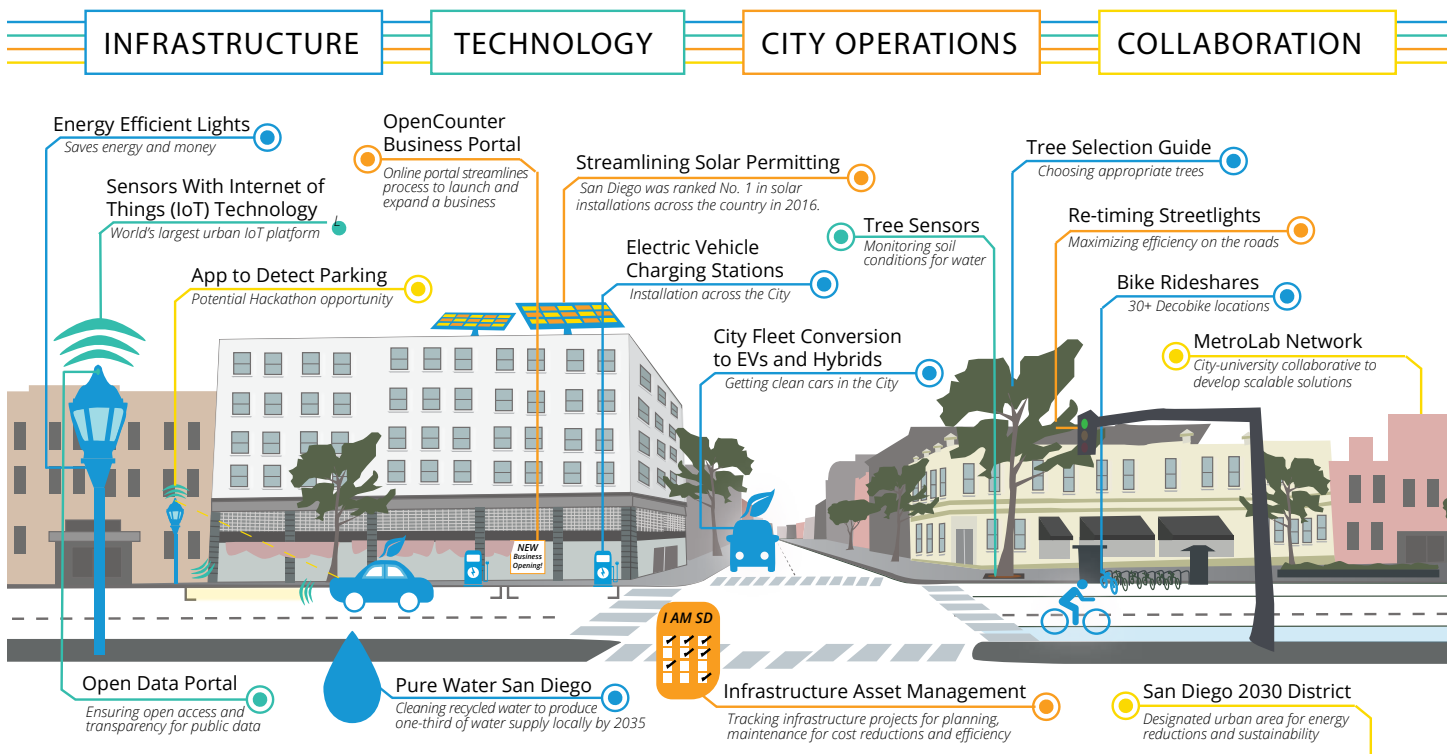 INFRASTRUCTURE
TECHNOLOGY
CITY OPERATIONS
COLLABORATION
Energy Efficient Lights
Saves energy and money
Sensors With Internet of
Things (IoT) Technology
World's largest urban IoT platform
App to Detect Parking
Potential Hackathon opportunity
OpenCounter
Business Portal
Online portal streamlines
process to launch and
expand a business
Streamlining Solar Permitting
San Diego was ranked No. 1 in solar
installations across the country in 2016.
Electric Vehicle
Charging Stations
Installation across the City
City Fleet Conversion
to EVs and Hybrids
Getting clean cars in the City
Tree Sensors
Monitoring soil
conditions for water
Tree Selection Guide
Choosing appropriate trees
Re-timing Streetlights
Maximizing efficiency on the roads
Bike Rideshares
30+ Decobike locations
MetroLab Network
City-university collaborative to
develop scalable solutions
NEW
Business
Opening!
I AM SD
Open Data Portal
Ensuring open access and
transparency for public data
Pure Water San Diego
Cleaning recycled water to produce
one-third of water supply locally by 2035
Infrastructure Asset Management
Tracking infrastructure projects for planning,
maintenance for cost reductions and efficiency
San Diego 2030 District
Designated urban area for energy
reductions and sustainability